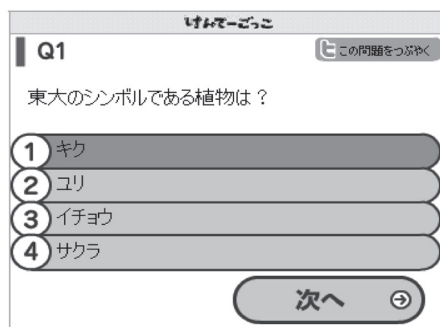 けんてーごっこ
Q1
この問題をつぶやく
東大のシンボルである植物は？
1 キク
2 ユリ
3 イチョウ
4 サクラ
次へ